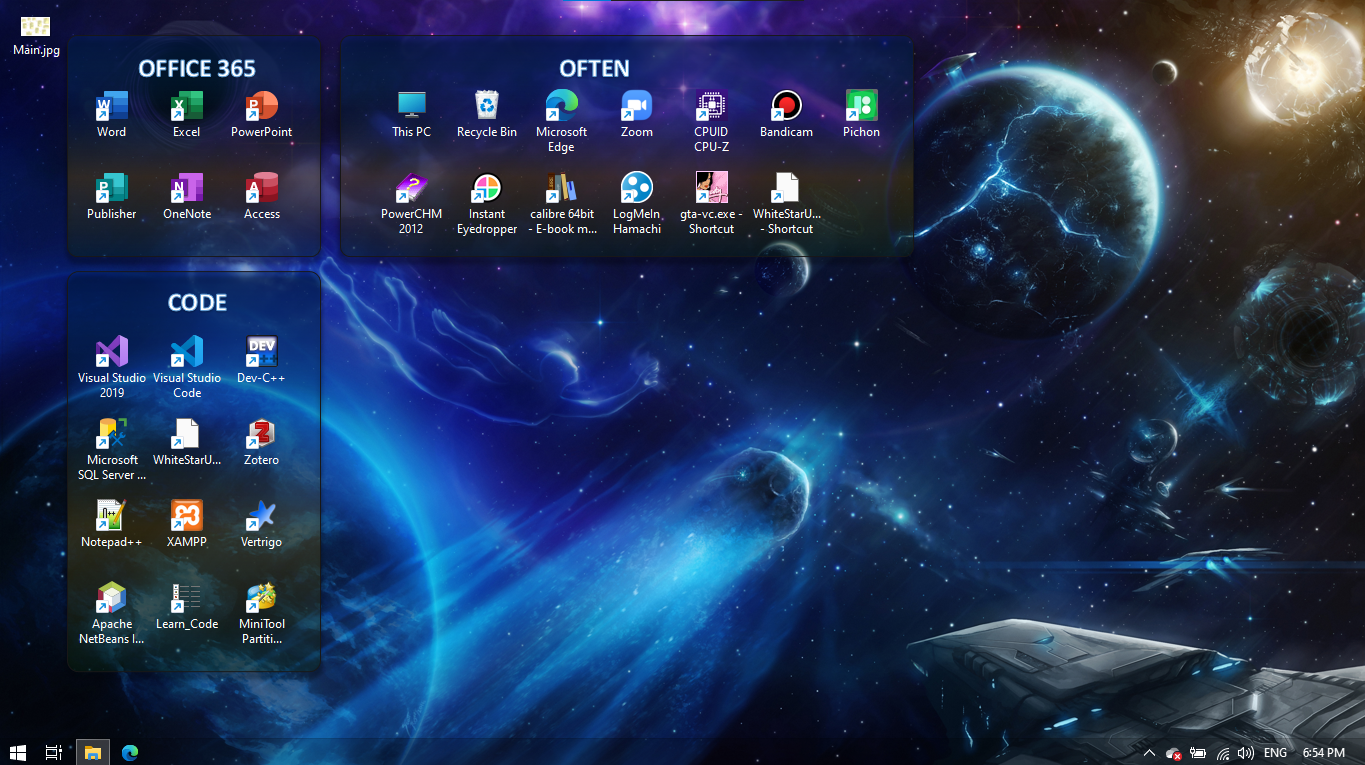 Main.jpg
OFFICE 365
Word
Excel
PowerPoint
Publisher
OneNote
Access
OFTEN
This PC
Recycle Bin
Microsoft
Edge
Zoom
CPUID
CPU-Z
Bandicam
Pichon
PowerCHM
2012
Instant
Eyedropper
calibre 64bit
- E-book m...
LogMeIn
Hamachi
gta-vc.exe -
Shortcut
WhiteStarU...
- Shortcut
CODE
Visual Studio
2019
Visual Studio
Code
DEV
Dev-C++
Microsoft
SQL Server ...
WhiteStarU...
Zotero
Notepad++
XAMPP
Vertrigo
Apache
NetBeans I...
Learn_Code
MiniTool
Partiti...
ENG
6:54 PM